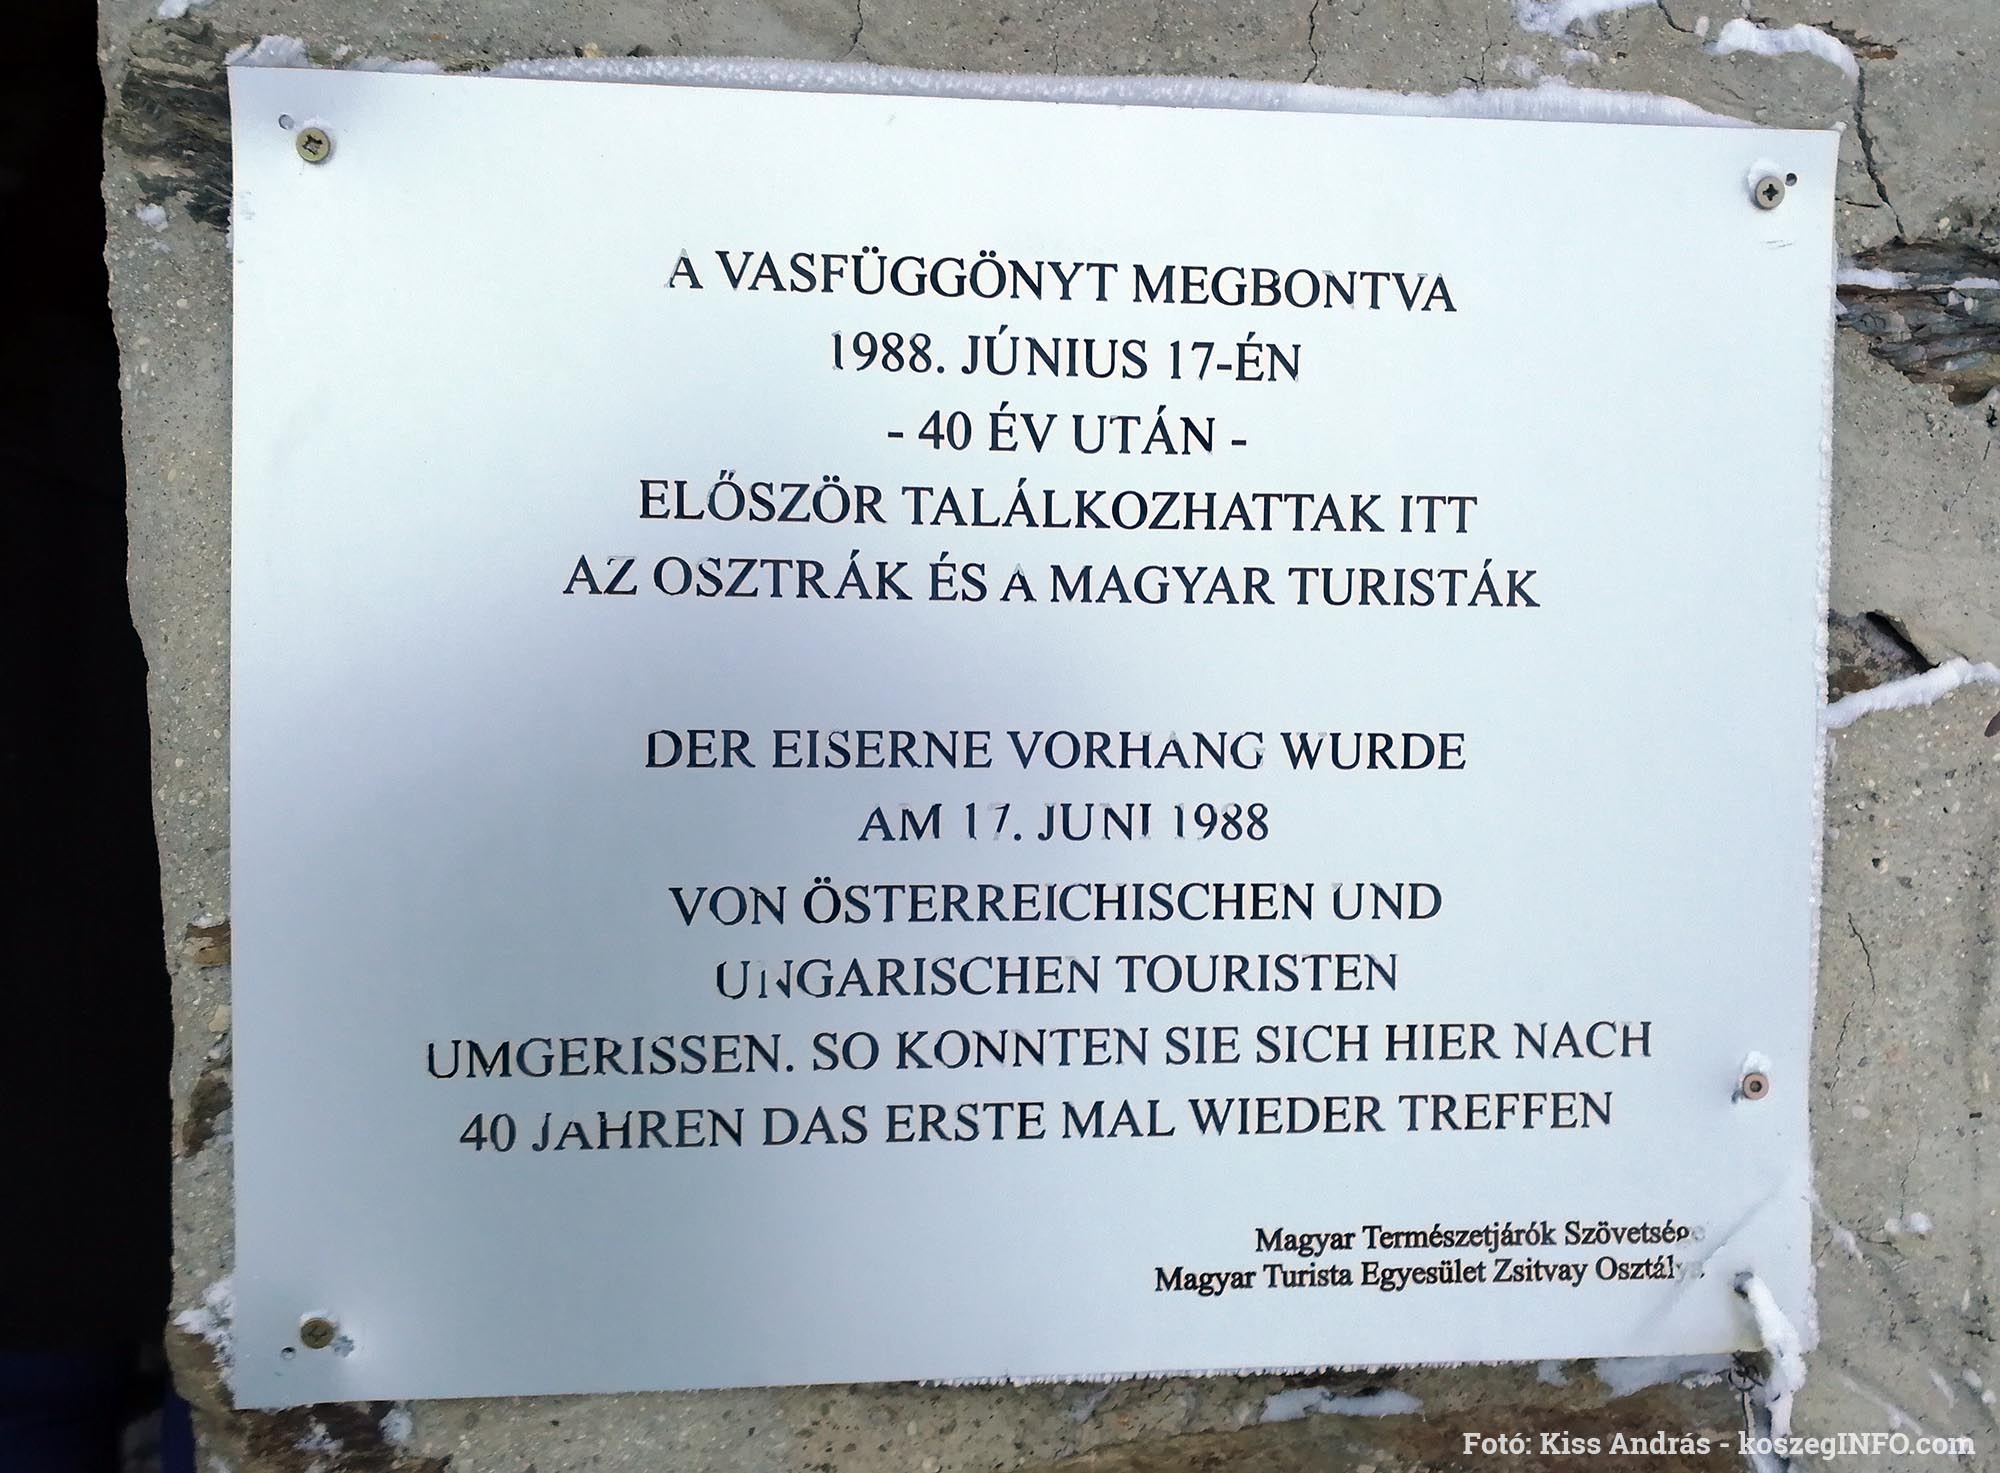 A VASFÜGGÖNYT MEGBONTVA
1988. JÚNIUS 17-ÉN
- 40 ÉV UTÁN -
ELŐSZÖR TALÁLKOZHATTAK ITT
AZ OSZTRÁK ÉS A MAGYAR TURISTÁK
DER EISERNE VORHANG WURDE
AM 17. JUNI 1988
VON ÖSTERREICHISCHEN UND
UNGARISCHEN TOURISTEN
UMGERISSEN. SO KONNTEN SIE SICH HIER NACH
40 JAHREN DAS ERSTE MAL WIEDER TREFFEN
Magyar Természetjárók Szövetsége
Magyar Turista Egyesület Zsitvay Osztálya
Fotó: Kiss András - koszegINFO.com